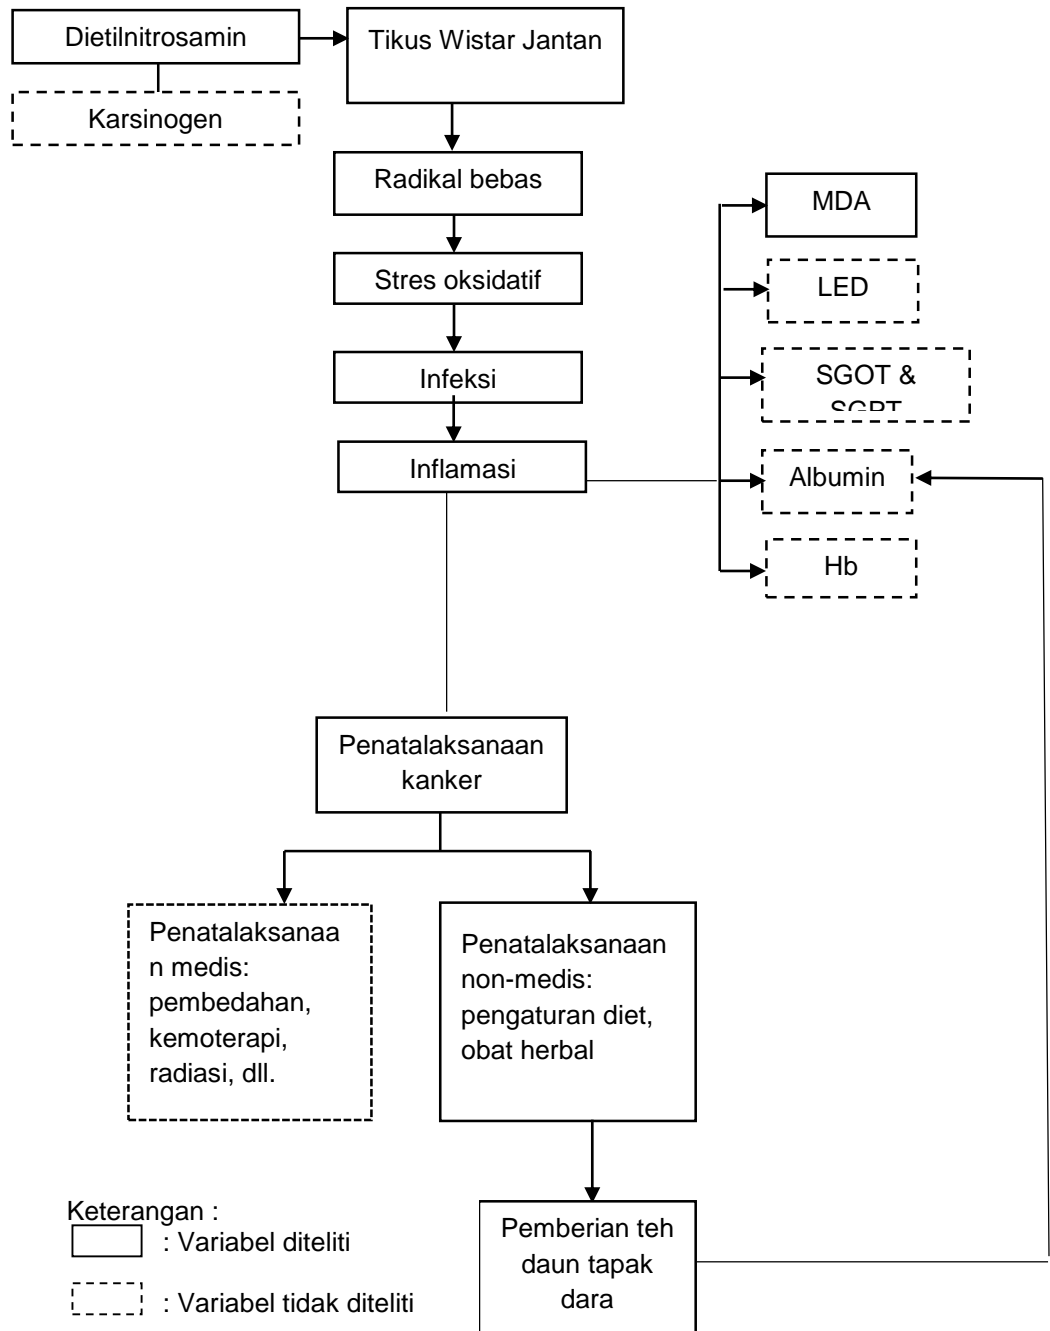 Dietilnitrosamin
Tikus Wistar Jantan
Karsinogen
Radikal bebas
MDA
Stres oksidatif
LED
Infeksi
SGOT &
SGPT
Inflamasi
Albumin
Hb
Penatalaksanaan
kanker
Penatalaksanaa
n medis:
pembedahan,
kemoterapi,
radiasi, dll.
Penatalaksanaan
non-medis:
pengaturan diet,
obat herbal
Pemberian teh
daun tapak
dara
Keterangan :
: Variabel diteliti
: Variabel tidak diteliti